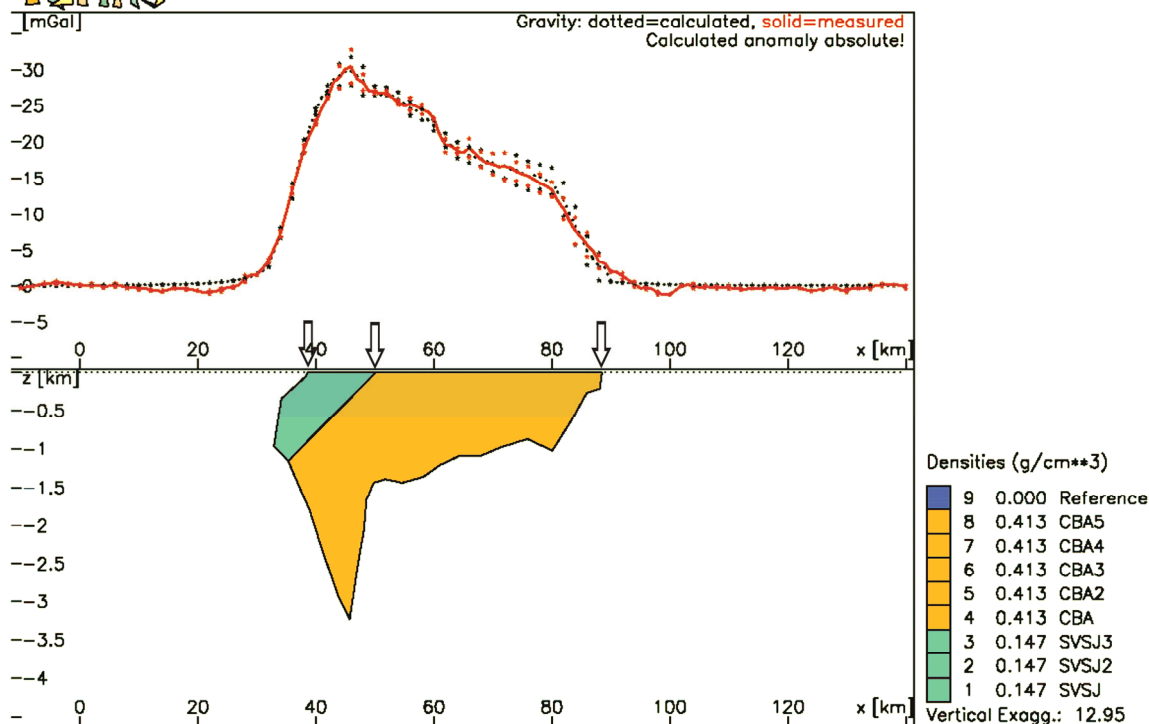 [mGal]
Gravity: dotted=calculated, solid=measured
Calculated anomaly absolute!
–30
–25
–20
–15
–10
–5
–0
–-5
0 20 40 60 80 100 120 x [km]
z [km]
–-0.5
–-1
–-1.5
–-2
–-2.5
–-3
–-3.5
–-4
0 20 40 60 80 100 120 x [km]
Densities (g/cm**3)
9 0.000 Reference
8 0.413 CBA5
7 0.413 CBA4
6 0.413 CBA3
5 0.413 CBA2
4 0.413 CBA
3 0.147 SVSJ3
2 0.147 SVSJ2
1 0.147 SVSJ
Vertical Exagg.: 12.95